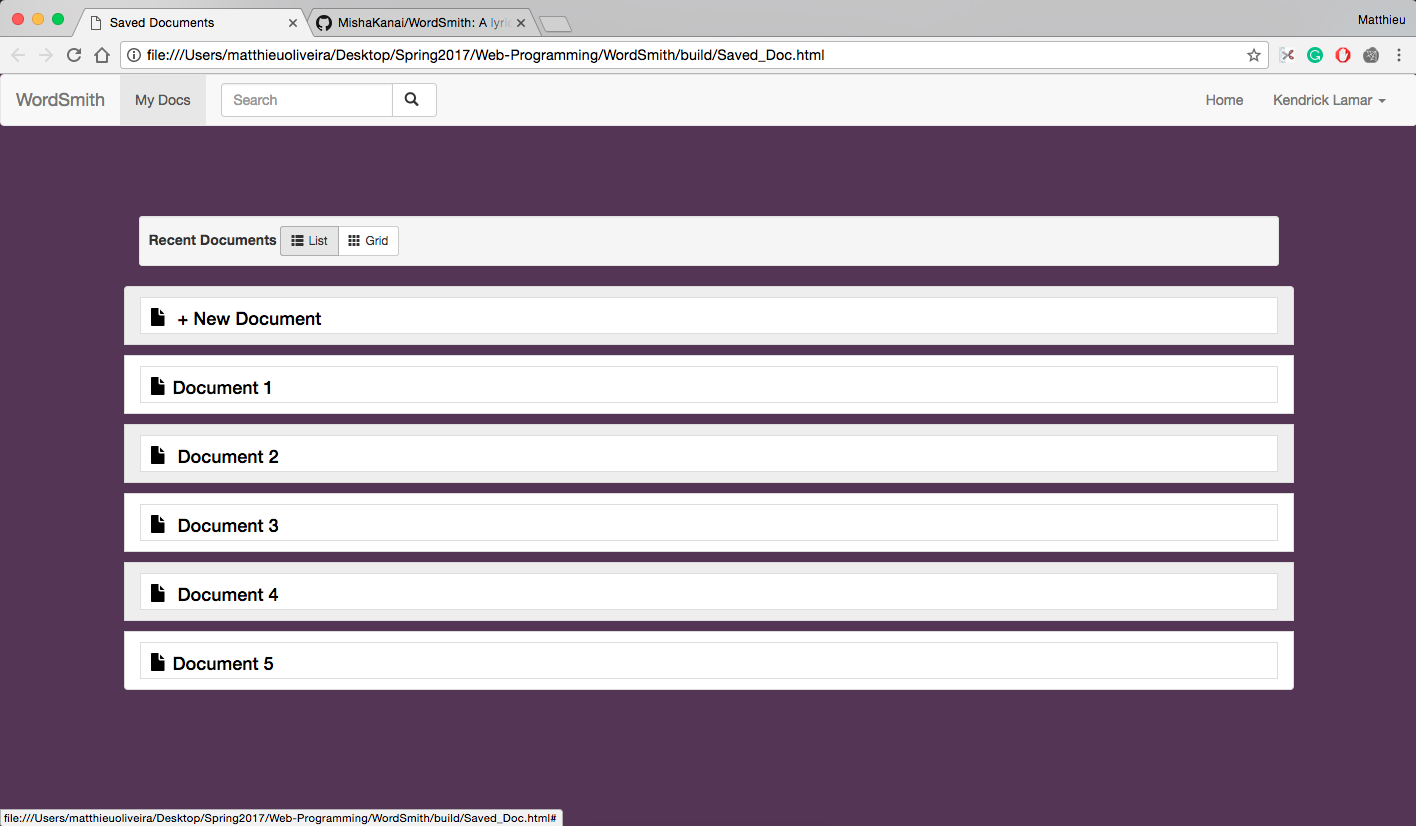 Saved Documents
MishaKanai/WordSmith: A lyric
Matthieu
file:///Users/matthieuoliveira/Desktop/Spring2017/Web-Programming/WordSmith/build/Saved_Doc.html
WordSmith My Docs Search Home Kendrick Lamar
Recent Documents List Grid
+ New Document
Document 1
Document 2
Document 3
Document 4
Document 5
file:///Users/matthieuoliveira/Desktop/Spring2017/Web-Programming/WordSmith/build/Saved_Doc.html#